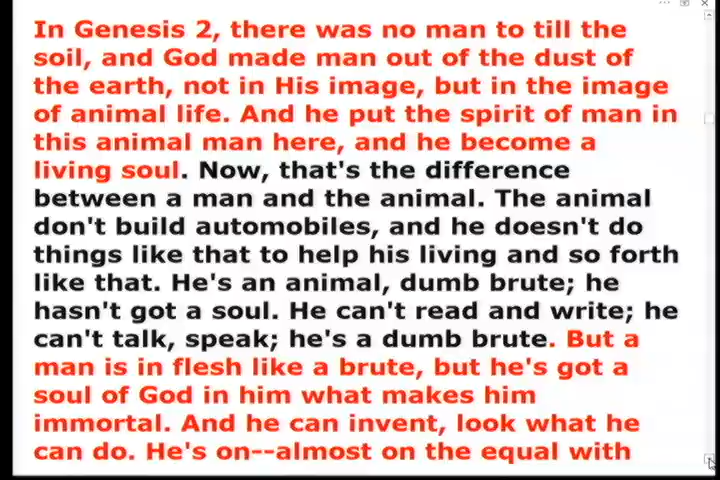 In Genesis 2, there was no man to till the
soil, and God made man out of the dust of
the earth, not in His image, but in the image
of animal life. And he put the spirit of man in
this animal man here, and he become a
living soul. Now, that's the difference
between a man and the animal. The animal
don't build automobiles, and he doesn't do
things like that to help his living and so forth
like that. He's an animal, dumb brute; he
hasn't got a soul. He can't read and write; he
can't talk, speak; he's a dumb brute. But a
man is in flesh like a brute, but he's got a
soul of God in him what makes him
immortal. And he can invent, look what he
can do. He's on--almost on the equal with